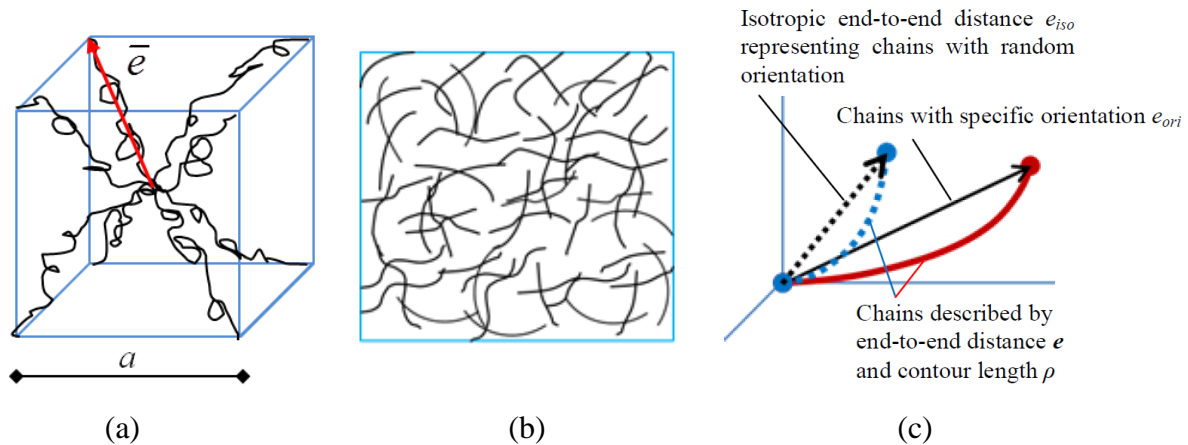 e̅
a
(a)
(b)
Isotropic end-to-end distance e_iso
representing chains with random
orientation
Chains with specific orientation e_ori
Chains described by
end-to-end distance e
and contour length ρ
(c)